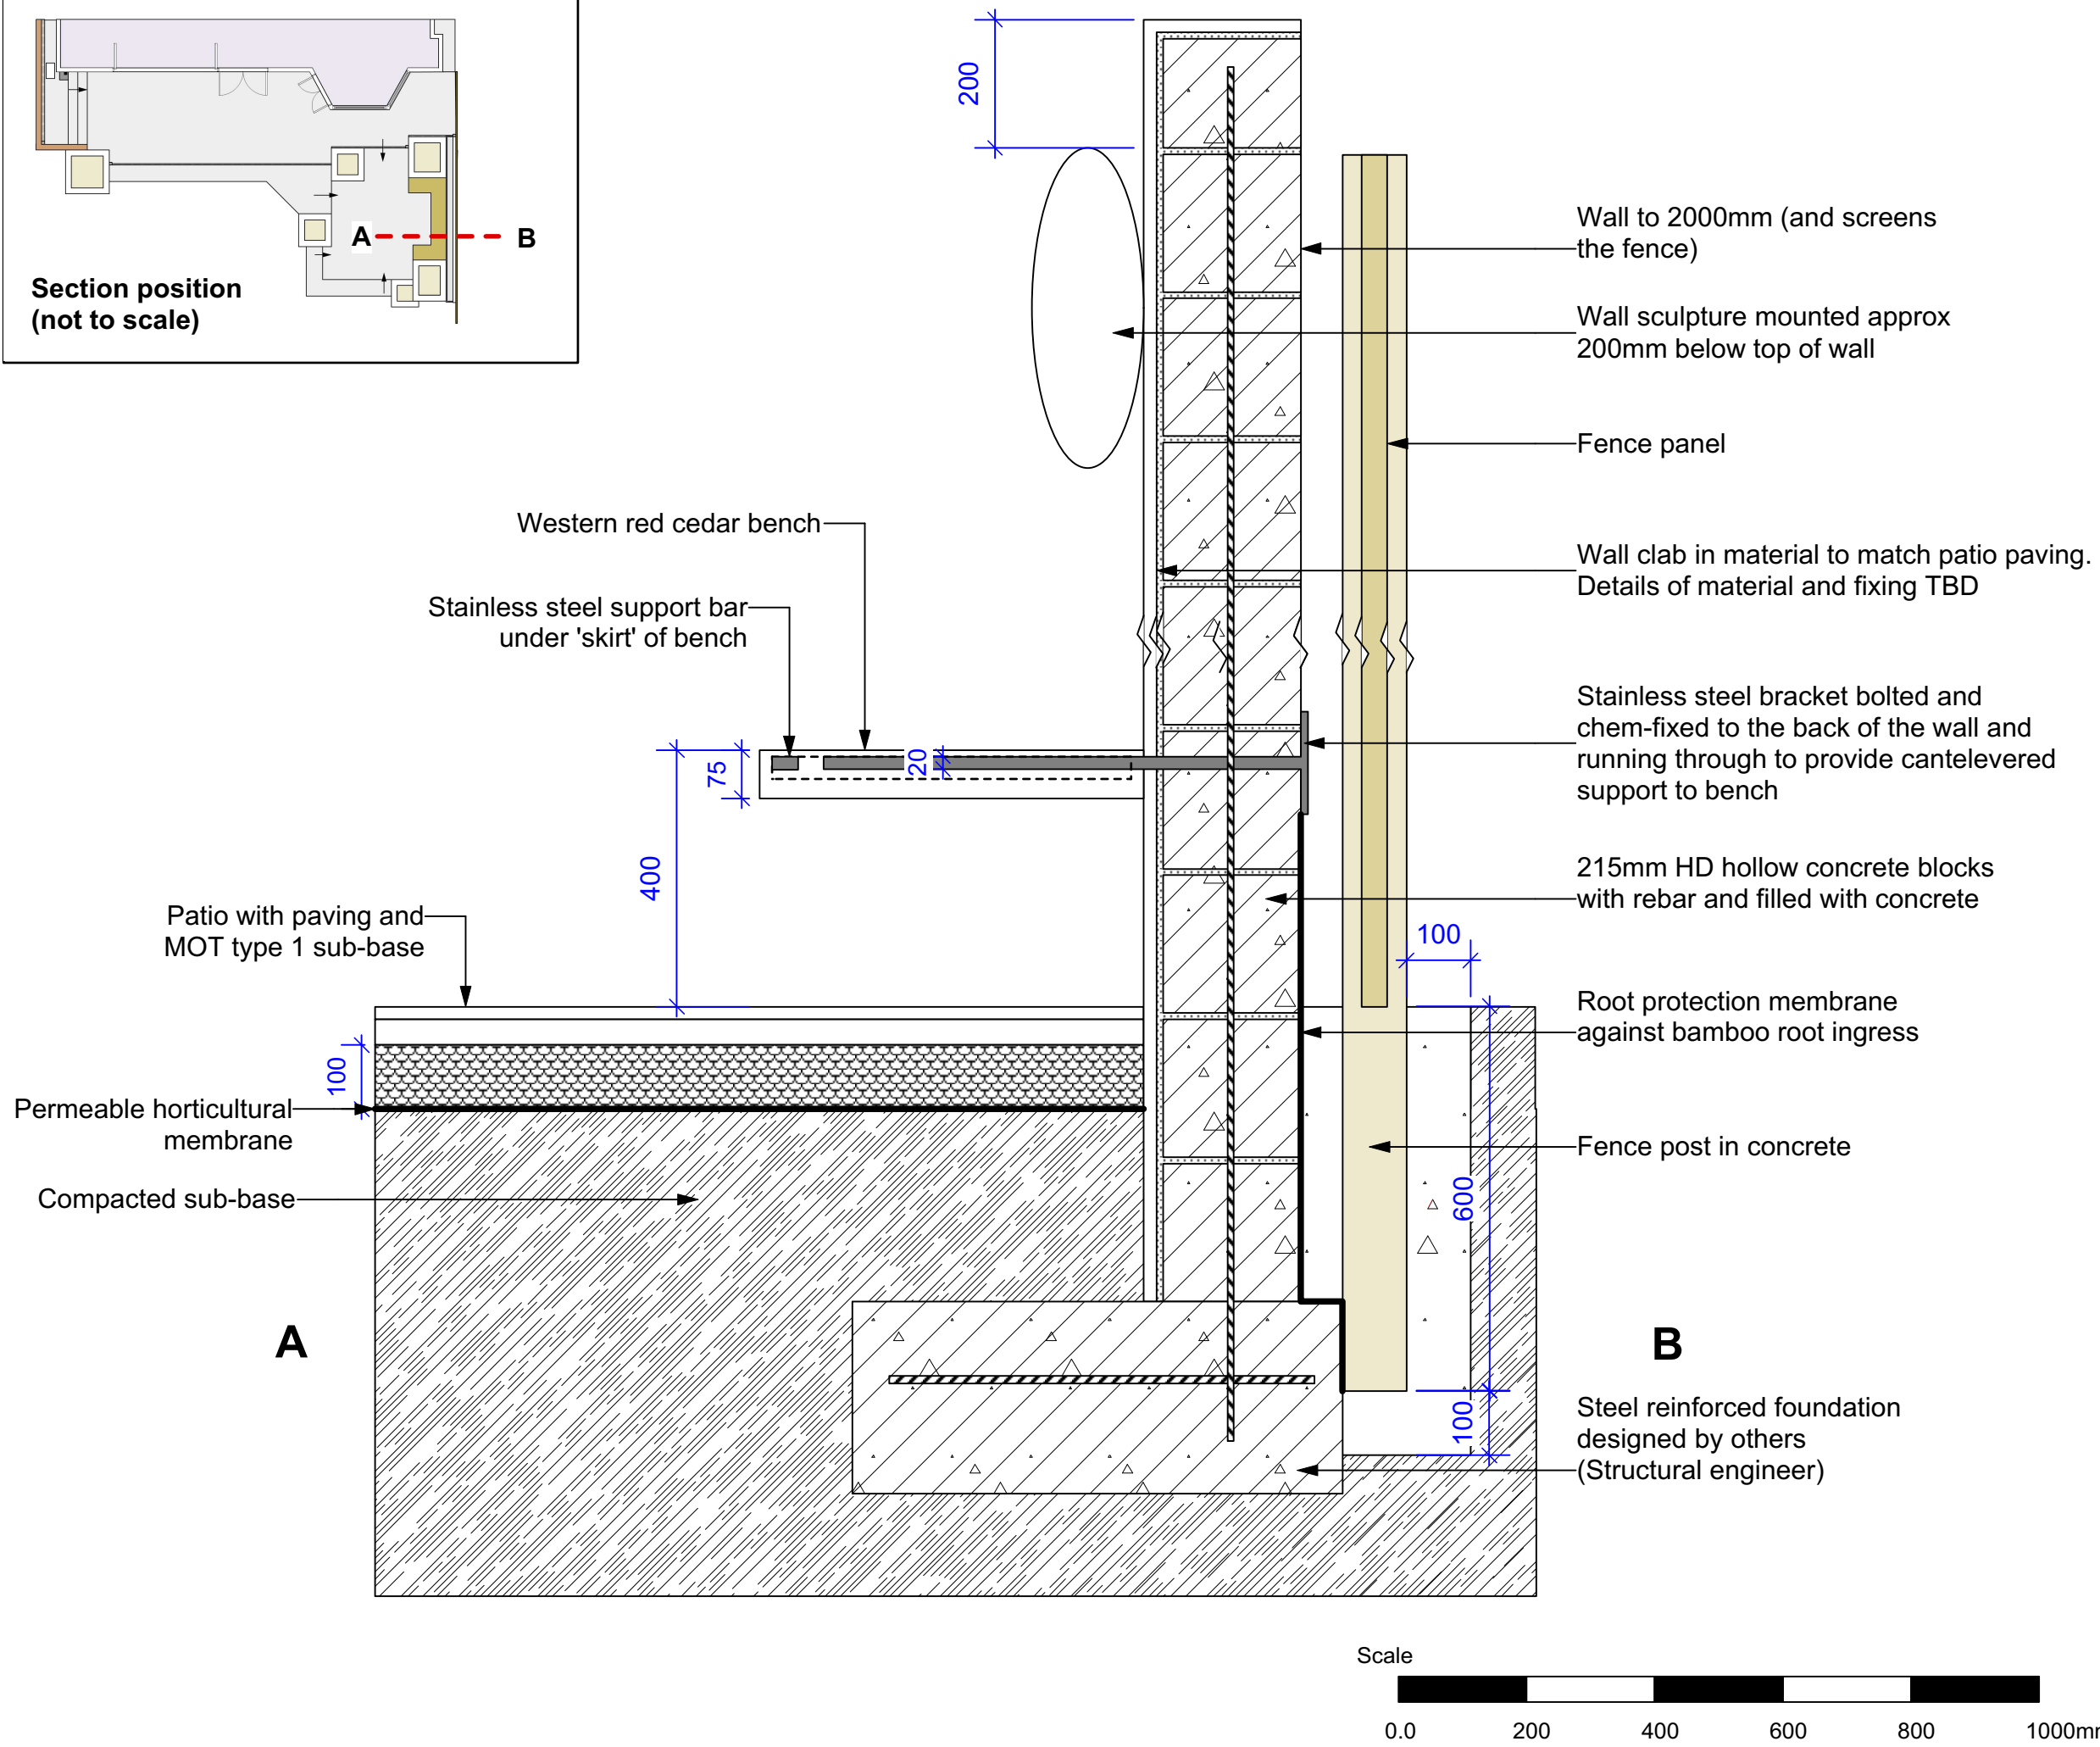 A
B
Section position
(not to scale)
200
Wall to 2000mm (and screens
the fence)
Wall sculpture mounted approx
200mm below top of wall
Fence panel
Western red cedar bench
Wall clab in material to match patio paving.
Details of material and fixing TBD
Stainless steel support bar
under 'skirt' of bench
Stainless steel bracket bolted and
chem-fixed to the back of the wall and
running through to provide cantelevered
support to bench
75
20
400
215mm HD hollow concrete blocks
with rebar and filled with concrete
Patio with paving and
MOT type 1 sub-base
100
Root protection membrane
against bamboo root ingress
100
Permeable horticultural
membrane
Fence post in concrete
Compacted sub-base
600
A
B
100
Steel reinforced foundation
designed by others
(Structural engineer)
Scale
0.0 200 400 600 800 1000mm